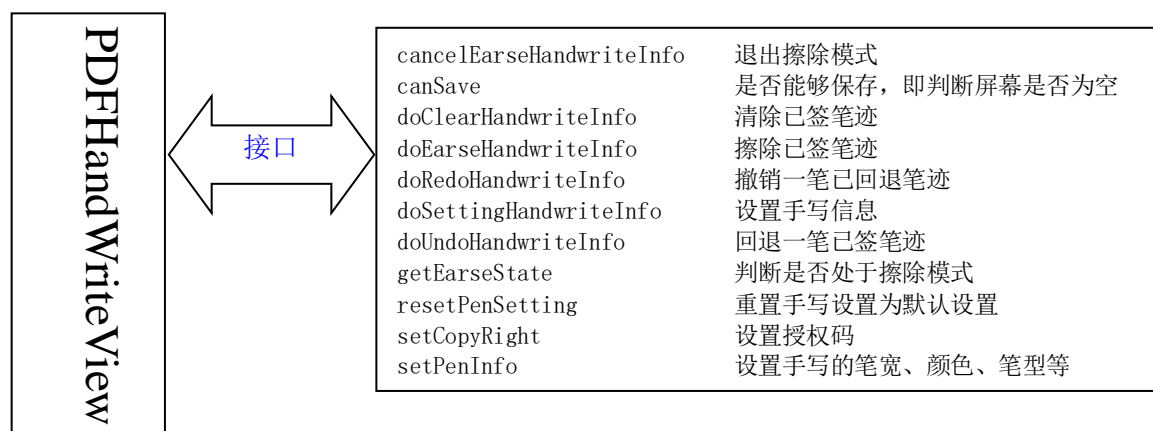 PDFHandWriteView
接口
cancelEarseHandwriteInfo 退出擦除模式
canSave 是否能够保存，即判断屏幕是否为空
doClearHandwriteInfo 清除已签笔迹
doEarseHandwriteInfo 擦除已签笔迹
doRedoHandwriteInfo 撤销一笔已回退笔迹
doSettingHandwriteInfo 设置手写信息
doUndoHandwriteInfo 回退一笔已签笔迹
getEarseState 判断是否处于擦除模式
resetPenSetting 重置手写设置为默认设置
setCopyRight 设置授权码
setPenInfo 设置手写的笔宽、颜色、笔型等